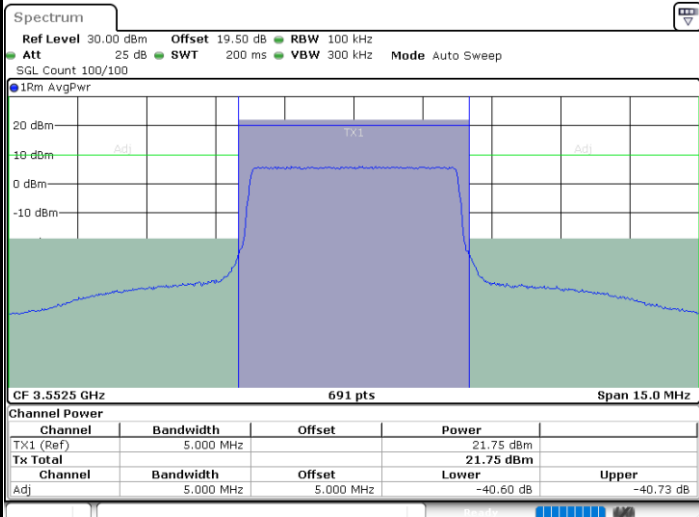 Spectrum
Ref Level 30.00 dBm Offset 19.50 dB RBW 100 kHz
Att 25 dB SWT 200 ms VBW 300 kHz Mode Auto Sweep
SGL Count 100/100
1Rm AvgPwr
20 dBm
TX1
Adj Adj
10 dBm
0 dBm
-10 dBm
CF 3.5525 GHz 691 pts Span 15.0 MHz
Channel Power
Channel Bandwidth Offset Power
TX1 (Ref) 5.000 MHz 21.75 dBm
Tx Total 21.75 dBm
Channel Bandwidth Offset Lower Upper
Adj 5.000 MHz 5.000 MHz -40.60 dB -40.73 dB
Ready